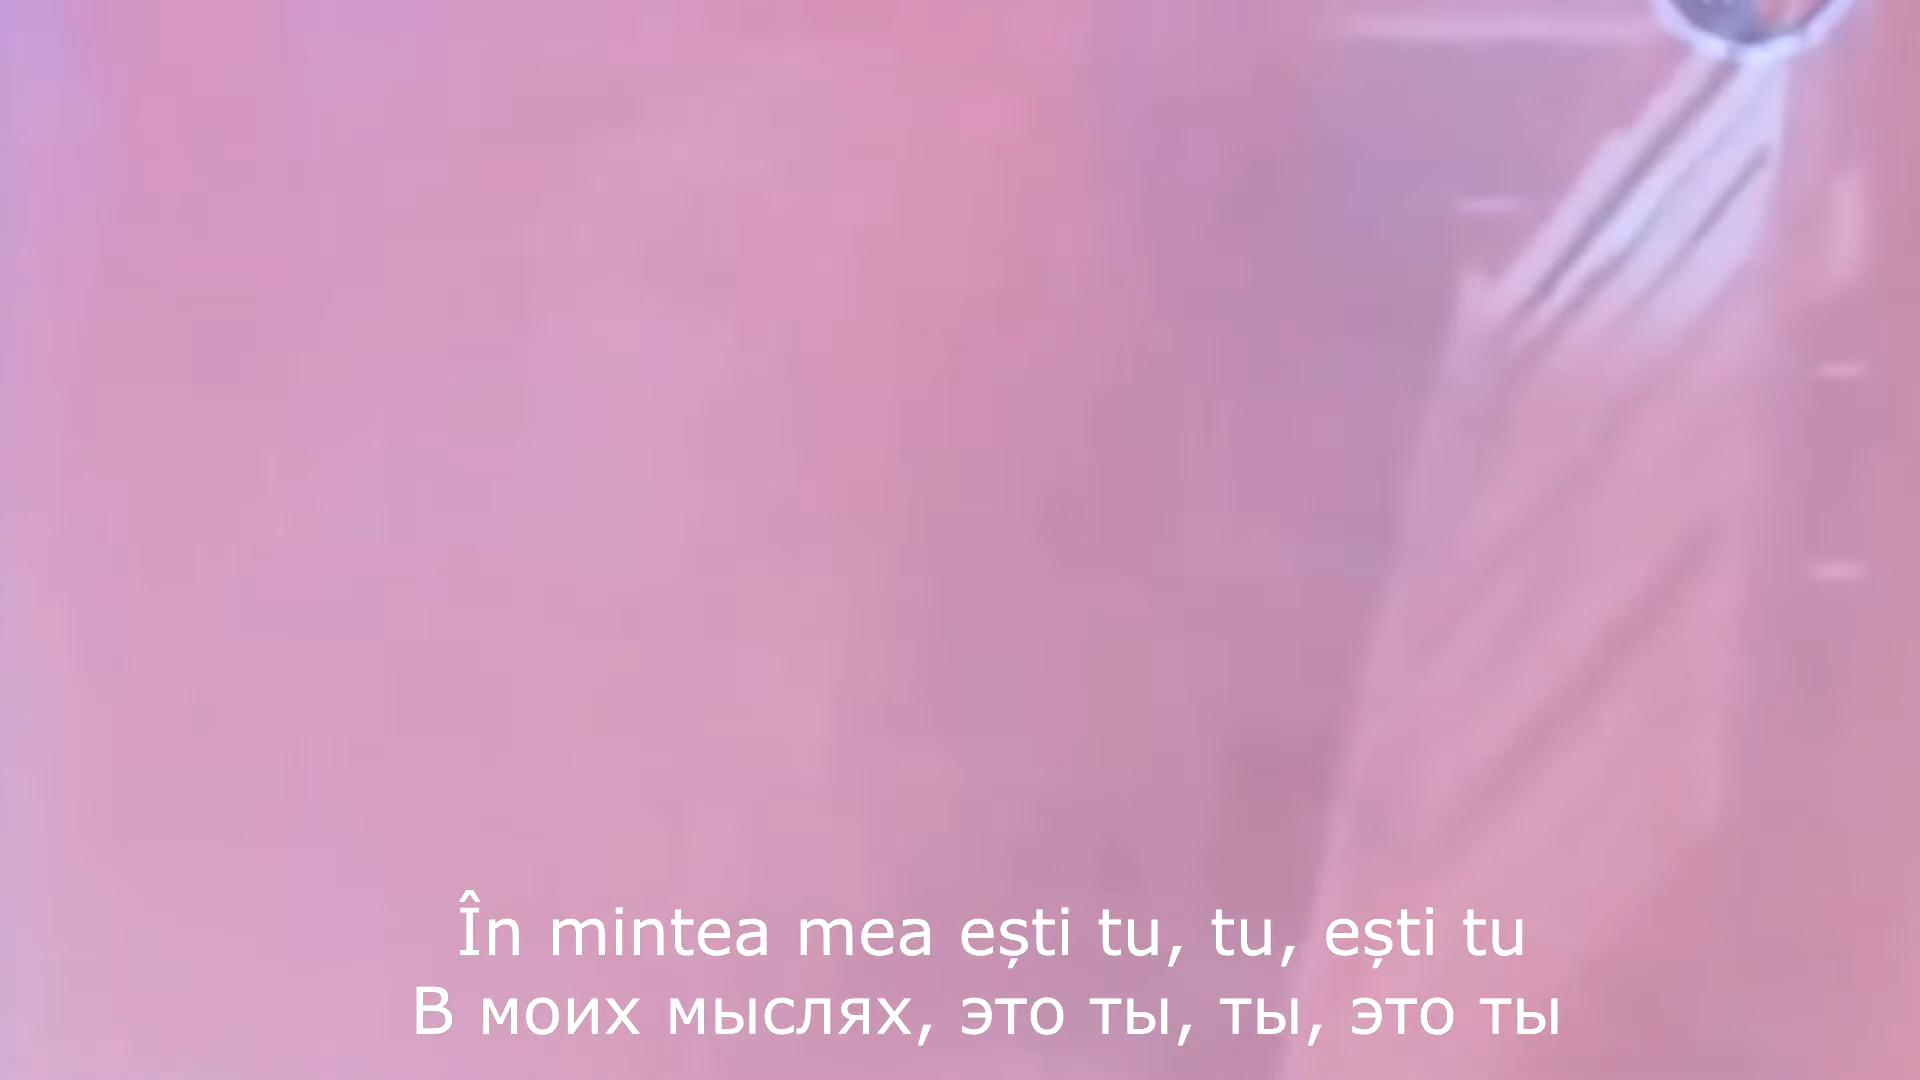 În mintea mea ești tu, tu, ești tu
В моих мыслях, это ты, ты, это ты